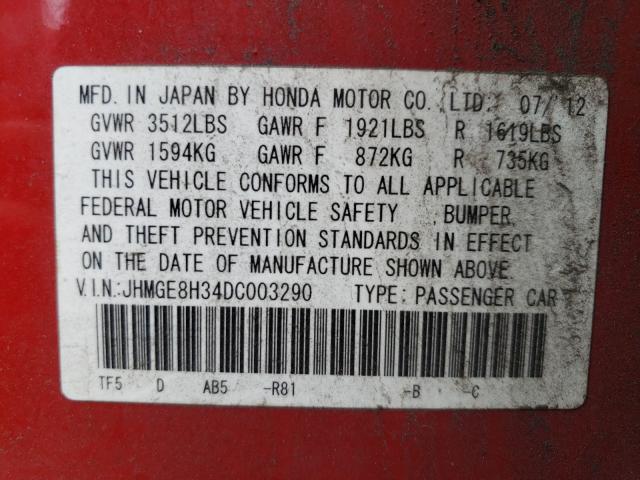 MFD. IN JAPAN BY HONDA MOTOR CO. LTD. 07/12
GVWR 3512LBS GAWR F 1921LBS R 1619LBS
GVWR 1594KG GAWR F 872KG R 735KG
THIS VEHICLE CONFORMS TO ALL APPLICABLE
FEDERAL MOTOR VEHICLE SAFETY BUMPER
AND THEFT PREVENTION STANDARDS IN EFFECT
ON THE DATE OF MANUFACTURE SHOWN ABOVE.
V.I.N.:JHMGE8H34DC003290 TYPE: PASSENGER CAR
TF5 D AB5 -R81 -B -C